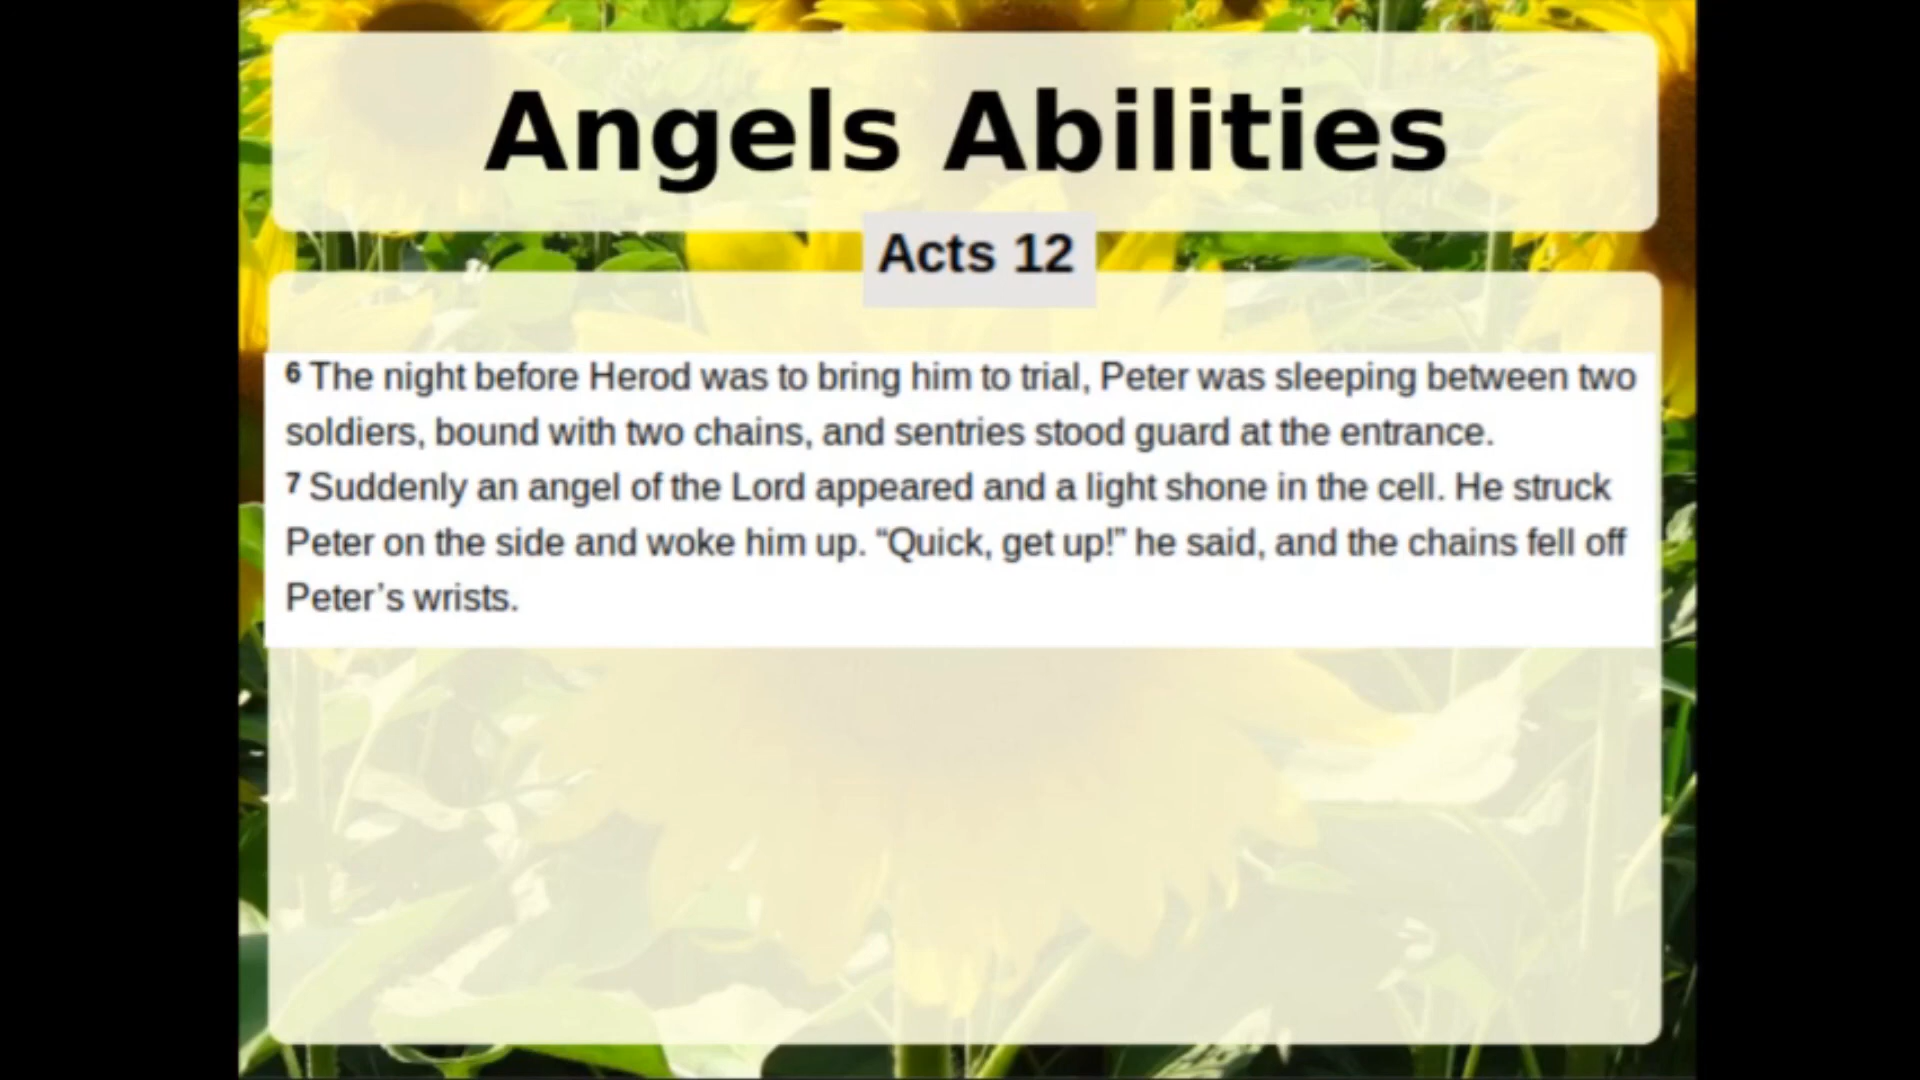 Angels Abilities
Acts 12
6 The night before Herod was to bring him to trial, Peter was sleeping between two
soldiers, bound with two chains, and sentries stood guard at the entrance.
7 Suddenly an angel of the Lord appeared and a light shone in the cell. He struck
Peter on the side and woke him up. “Quick, get up!” he said, and the chains fell off
Peter’s wrists.